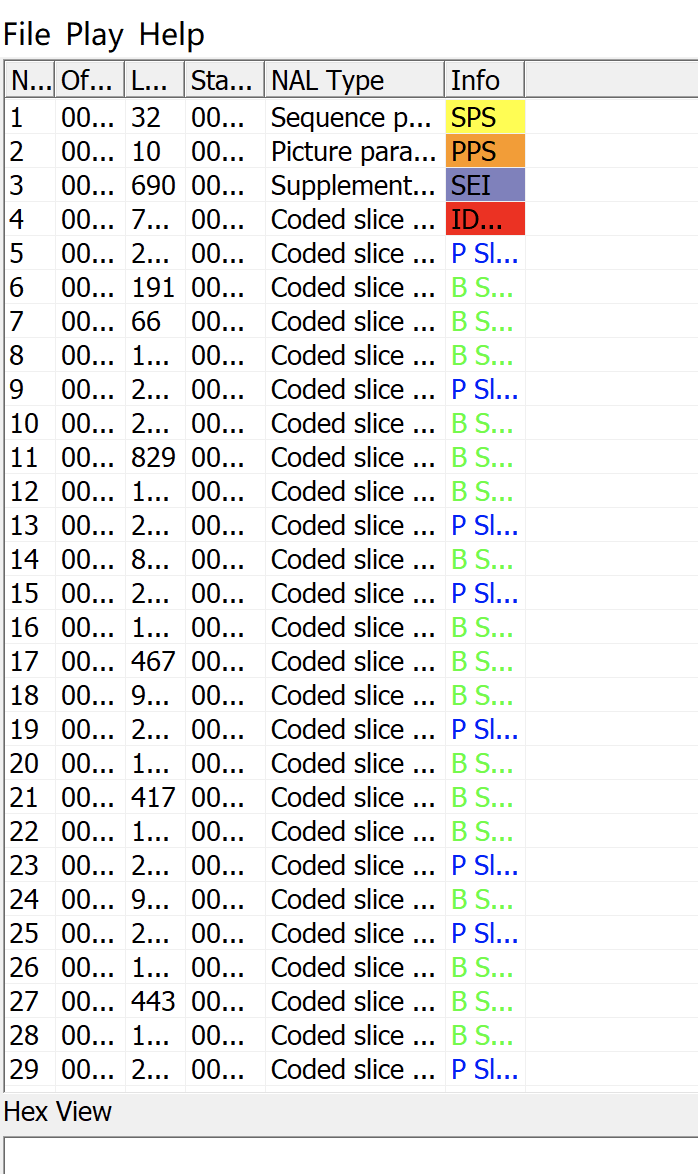 File Play Help
N... Of... L... Sta... NAL Type Info
1 00... 32 00... Sequence p... SPS
2 00... 10 00... Picture para... PPS
3 00... 690 00... Supplement... SEI
4 00... 7... 00... Coded slice ... ID...
5 00... 2... 00... Coded slice ... P Sl...
6 00... 191 00... Coded slice ... B S...
7 00... 66 00... Coded slice ... B S...
8 00... 1... 00... Coded slice ... B S...
9 00... 2... 00... Coded slice ... P Sl...
10 00... 2... 00... Coded slice ... B S...
11 00... 829 00... Coded slice ... B S...
12 00... 1... 00... Coded slice ... B S...
13 00... 2... 00... Coded slice ... P Sl...
14 00... 8... 00... Coded slice ... B S...
15 00... 2... 00... Coded slice ... P Sl...
16 00... 1... 00... Coded slice ... B S...
17 00... 467 00... Coded slice ... B S...
18 00... 9... 00... Coded slice ... B S...
19 00... 2... 00... Coded slice ... P Sl...
20 00... 1... 00... Coded slice ... B S...
21 00... 417 00... Coded slice ... B S...
22 00... 1... 00... Coded slice ... B S...
23 00... 2... 00... Coded slice ... P Sl...
24 00... 9... 00... Coded slice ... B S...
25 00... 2... 00... Coded slice ... P Sl...
26 00... 1... 00... Coded slice ... B S...
27 00... 443 00... Coded slice ... B S...
28 00... 1... 00... Coded slice ... B S...
29 00... 2... 00... Coded slice ... P Sl...
Hex View